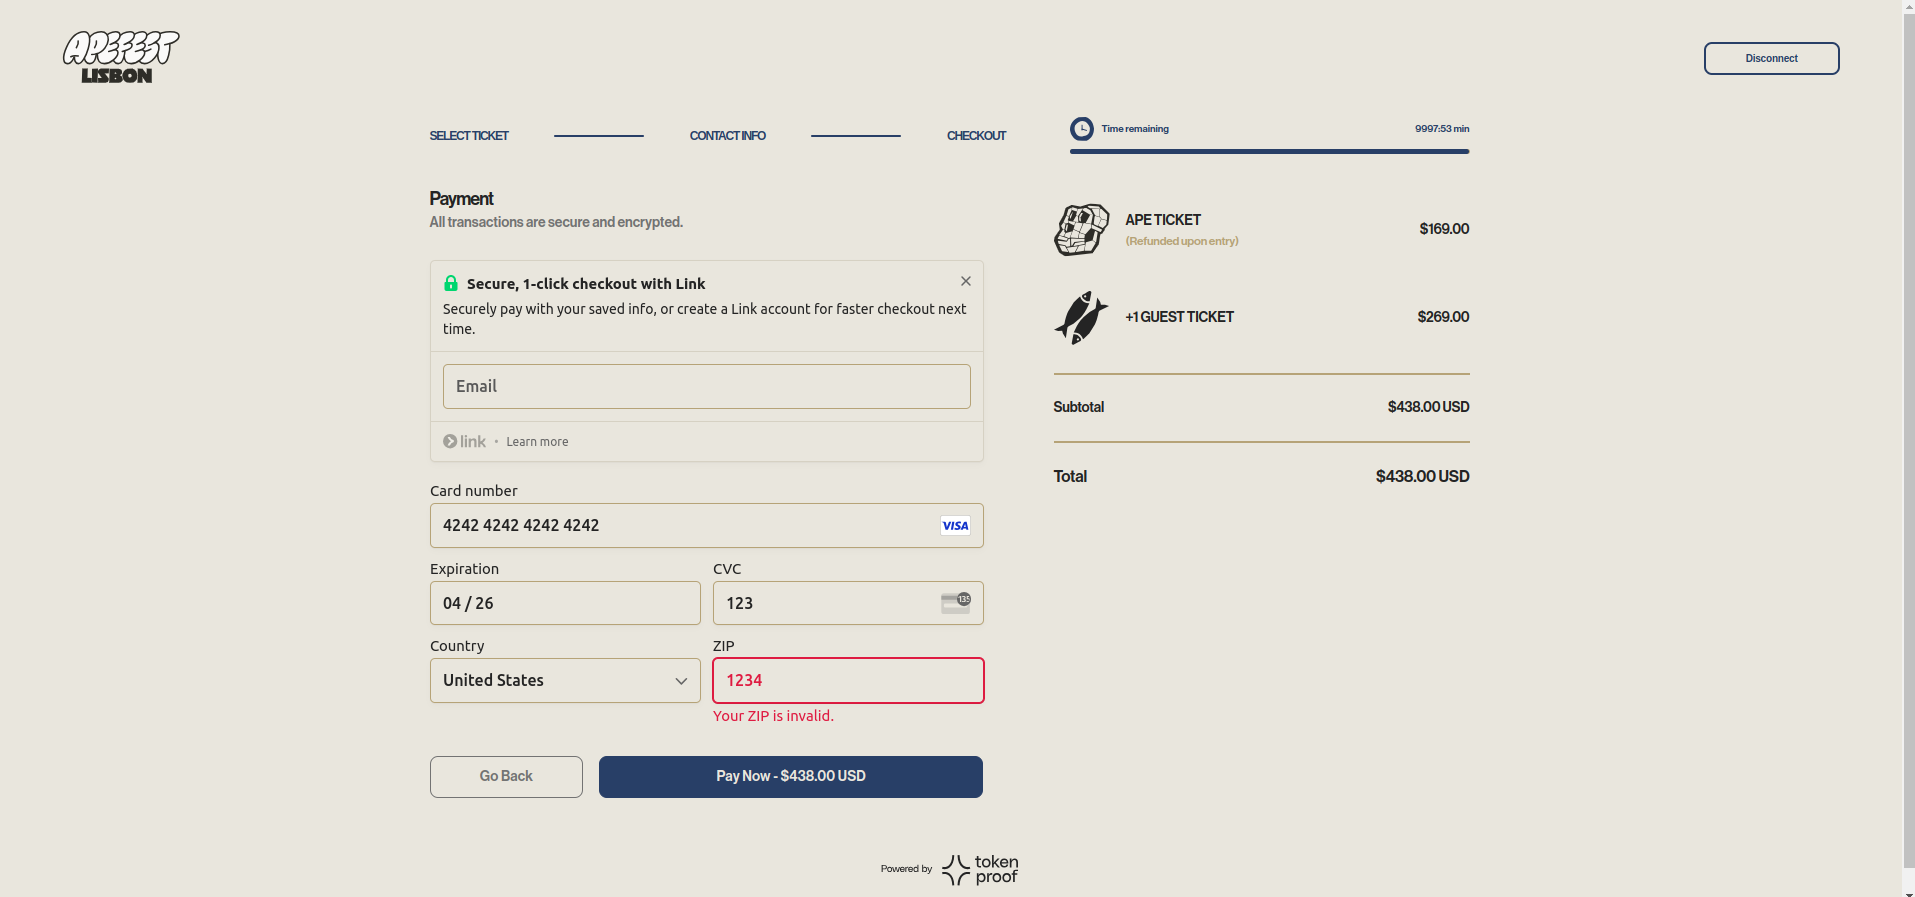 APEFEST
LISBON
Disconnect
SELECT TICKET
CONTACT INFO
CHECKOUT
Time remaining
9997:53 min
Payment
All transactions are secure and encrypted.
Secure, 1-click checkout with Link
Securely pay with your saved info, or create a Link account for faster checkout next
time.
Email
link • Learn more
Card number
4242 4242 4242 4242
VISA
Expiration
CVC
04 / 26
123
135
Country
ZIP
United States
1234
Your ZIP is invalid.
Go Back
Pay Now - $438.00 USD
APE TICKET
(Refunded upon entry)
$169.00
+1 GUEST TICKET
$269.00
Subtotal
$438.00 USD
Total
$438.00 USD
Powered by
token
proof